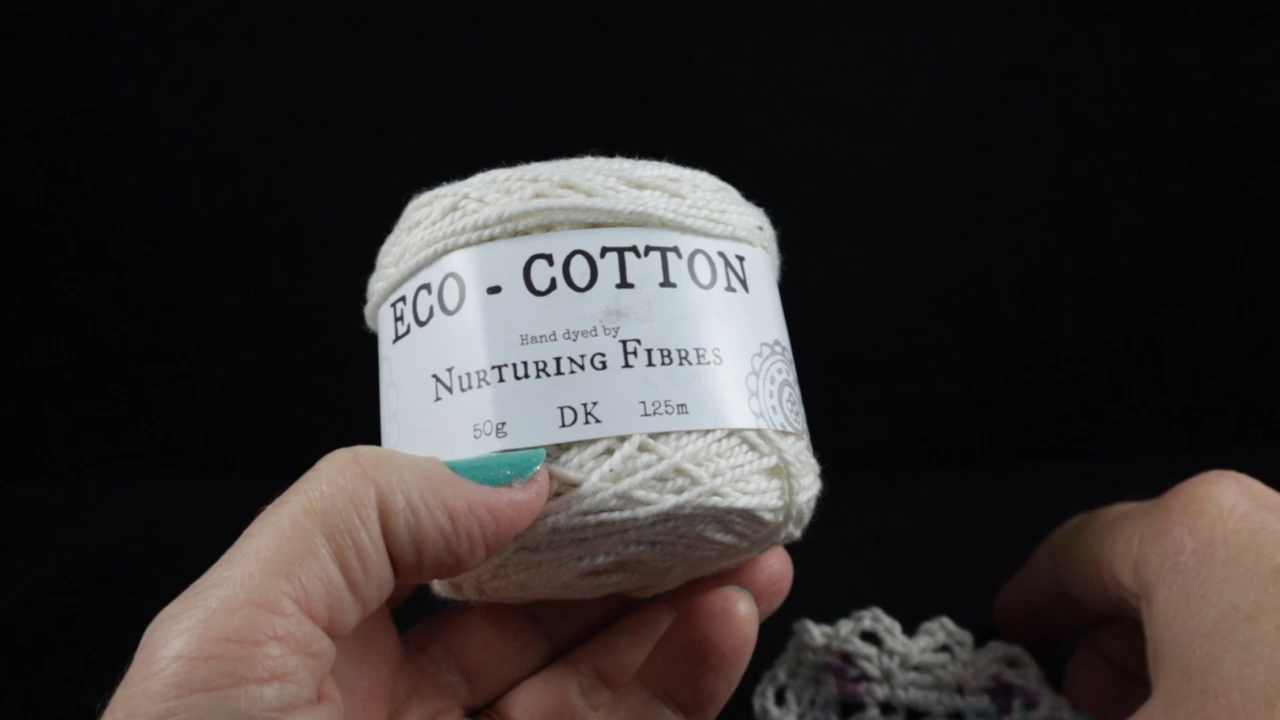 ECO - COTTON
Hand dyed by
NURTURING FIBRES
50g DK 125m